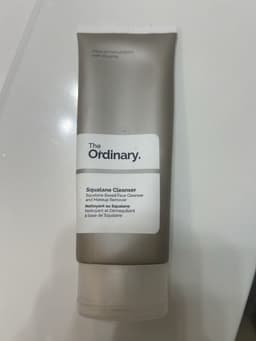 The
Ordinary.
Squalane Cleanser
Squalane-Based Face Cleanser
and Makeup Remover
Nettoyant au Squalane
Nettoyant et Démaquillant
à base de Squalane